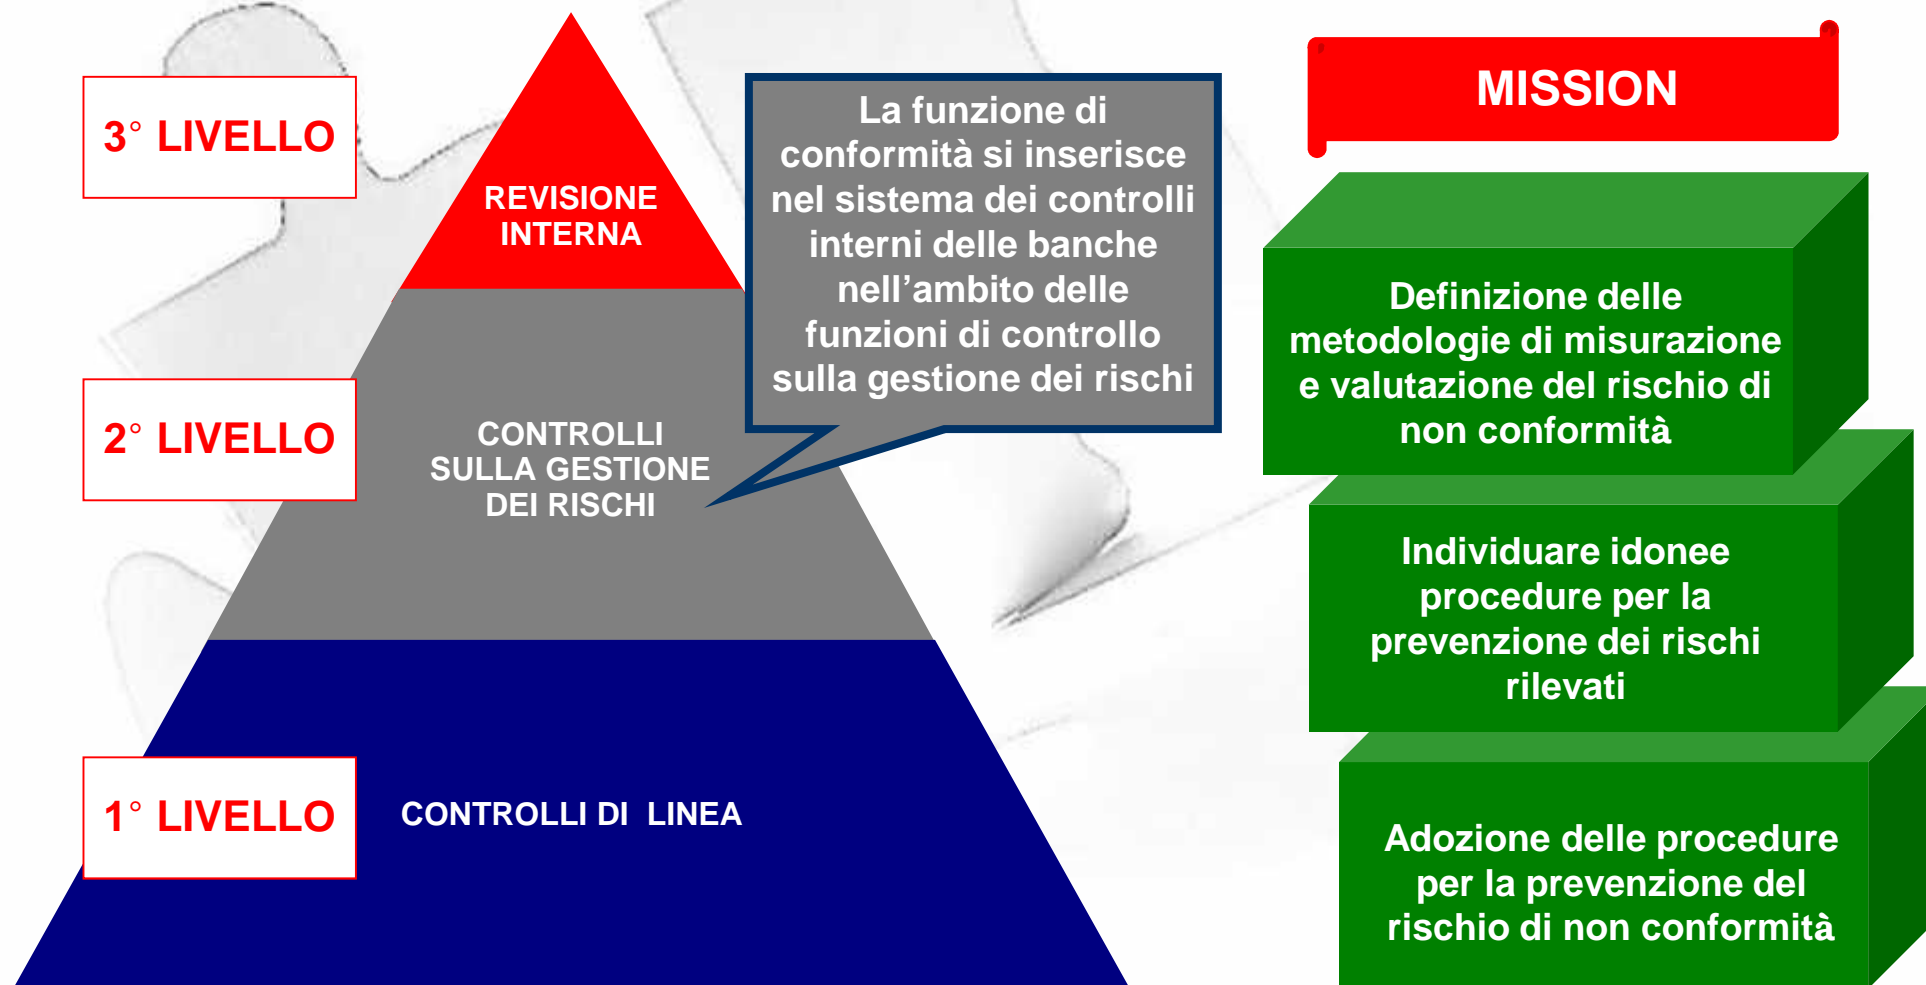 3° LIVELLO
REVISIONE
INTERNA
2° LIVELLO
CONTROLLI
SULLA GESTIONE
DEI RISCHI
1° LIVELLO
CONTROLLI DI  LINEA
La funzione di
conformità si inserisce
nel sistema dei controlli
interni delle banche
nell’ambito delle
funzioni di controllo
sulla gestione dei rischi
MISSION
Definizione delle
metodologie di misurazione
e valutazione del rischio di
non conformità
Individuare idonee
procedure per la
prevenzione dei rischi
rilevati
Adozione delle procedure
per la prevenzione del
rischio di non conformità